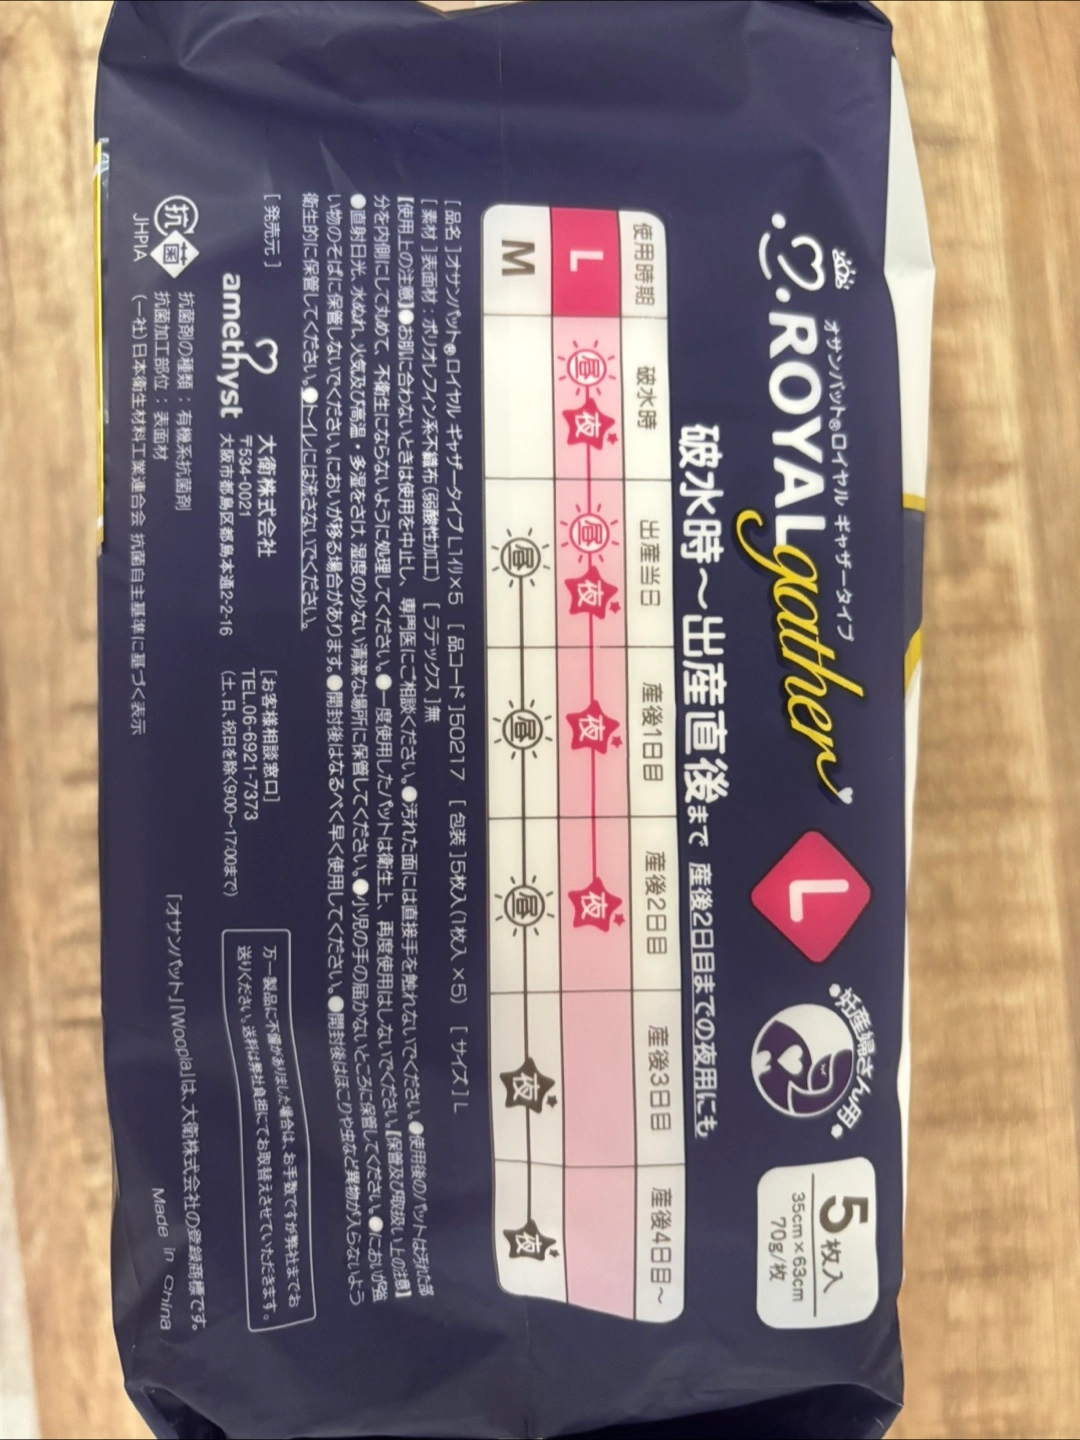 オサンパット®ロイヤル ギャザータイプ
ROYAL gather
L
妊産婦さん用
5枚入
35cm×63cm
70g/枚
破水時～出産直後まで 産後2日目までの夜用にも
使用時期 破水時 出産当日 産後1日目 産後2日目 産後3日目 産後4日目～
L 昼 夜 昼 夜 夜 夜
M 昼 昼 昼 夜 夜
[品名]オサンパット®ロイヤル ギャザータイプL1イリ×5 [品コード]50217 [包装]5枚入(1枚入×5) [サイズ]L
[素材]表面材：ポリオレフィン系不織布(弱酸性加工) [ラテックス]無
【使用上の注意】●お肌に合わないときは使用を中止し、専門医にご相談ください。●汚れた面には直接手を触れないでください。●使用後のパットは汚れた部
分を内側にして丸めて、不衛生にならないように処理してください。●一度使用したパットは衛生上、再度使用はしないでください。【保管及び取扱い上の注意】
●直射日光、水ぬれ、火気及び高温・多湿をさけ、湿度の少ない清潔な場所に保管してください。●小児の手の届かないところに保管してください。●においが強
い物のそばに保管しないでください。においが移る場合があります。●開封後はなるべく早く使用してください。●開封後はほこりや虫など異物が入らないよう
衛生的に保管してください。●トイレには流さないでください。
[発売元]
amethyst
大衛株式会社
〒534-0021
大阪市都島区都島本通2-2-16
[お客様相談窓口]
TEL.06-6921-7373
(土、日、祝日を除く9:00～17:00まで)
万一製品に不備がありました場合は、お手数ですが弊社までお
送りください。送料は弊社負担にてお取替えさせていただきます。
抗菌
JHPIA
抗菌剤の種類：有機系抗菌剤
抗菌加工部位：表面材
(一社)日本衛生材料工業連合会 抗菌自主基準に基づく表示
「オサンパット」「Woopla」は、大衛株式会社の登録商標です。
Made in China